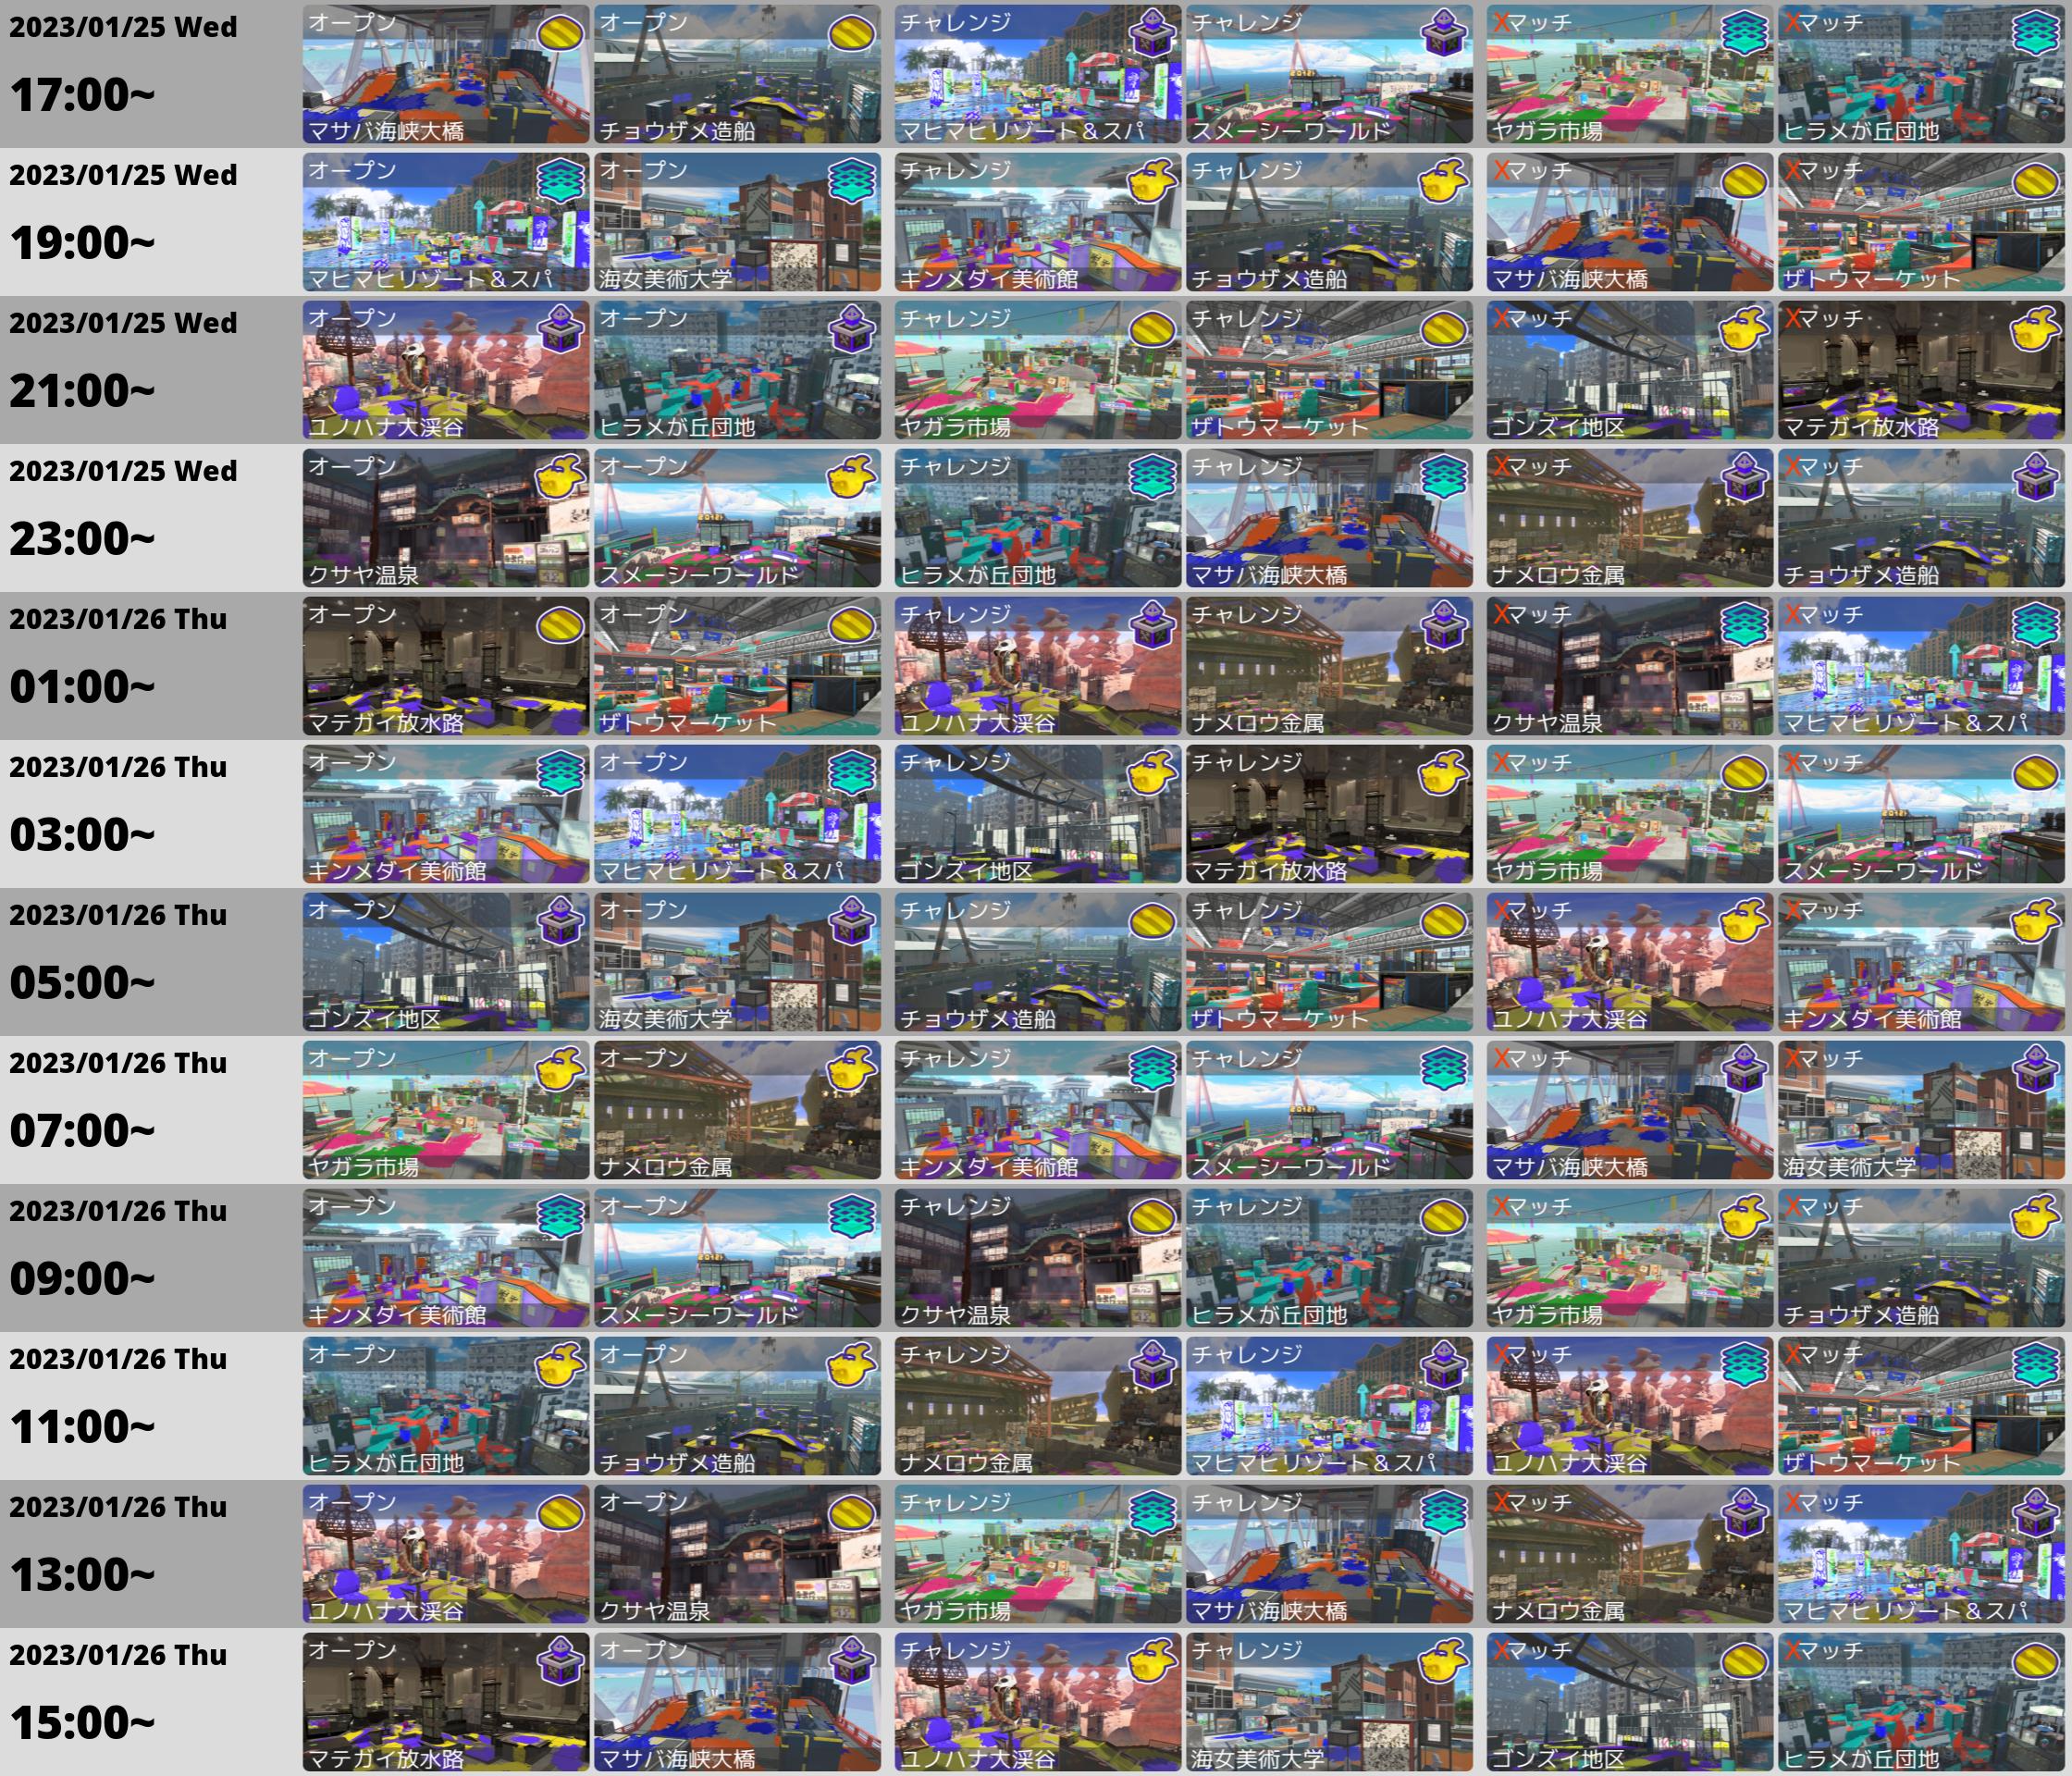 2023/01/25 Wed
17:00~
オープン オープン チャレンジ チャレンジ Xマッチ Xマッチ
マサバ海峡大橋 チョウザメ造船 マヒマヒリゾート＆スパ スメーシーワールド ヤガラ市場 ヒラメが丘団地
2023/01/25 Wed
19:00~
オープン オープン チャレンジ チャレンジ Xマッチ Xマッチ
マヒマヒリゾート＆スパ 海女美術大学 キンメダイ美術館 チョウザメ造船 マサバ海峡大橋 ザトウマーケット
2023/01/25 Wed
21:00~
オープン オープン チャレンジ チャレンジ Xマッチ Xマッチ
ユノハナ大渓谷 ヒラメが丘団地 ヤガラ市場 ザトウマーケット ゴンズイ地区 マテガイ放水路
2023/01/25 Wed
23:00~
オープン オープン チャレンジ チャレンジ Xマッチ Xマッチ
クサヤ温泉 スメーシーワールド ヒラメが丘団地 マサバ海峡大橋 ナメロウ金属 チョウザメ造船
2023/01/26 Thu
01:00~
オープン オープン チャレンジ チャレンジ Xマッチ Xマッチ
マテガイ放水路 ザトウマーケット ユノハナ大渓谷 ナメロウ金属 クサヤ温泉 マヒマヒリゾート＆スパ
2023/01/26 Thu
03:00~
オープン オープン チャレンジ チャレンジ Xマッチ Xマッチ
キンメダイ美術館 マヒマヒリゾート＆スパ ゴンズイ地区 マテガイ放水路 ヤガラ市場 スメーシーワールド
2023/01/26 Thu
05:00~
オープン オープン チャレンジ チャレンジ Xマッチ Xマッチ
ゴンズイ地区 海女美術大学 チョウザメ造船 ザトウマーケット ユノハナ大渓谷 キンメダイ美術館
2023/01/26 Thu
07:00~
オープン オープン チャレンジ チャレンジ Xマッチ Xマッチ
ヤガラ市場 ナメロウ金属 キンメダイ美術館 スメーシーワールド マサバ海峡大橋 海女美術大学
2023/01/26 Thu
09:00~
オープン オープン チャレンジ チャレンジ Xマッチ Xマッチ
キンメダイ美術館 スメーシーワールド クサヤ温泉 ヒラメが丘団地 ヤガラ市場 チョウザメ造船
2023/01/26 Thu
11:00~
オープン オープン チャレンジ チャレンジ Xマッチ Xマッチ
ヒラメが丘団地 チョウザメ造船 ナメロウ金属 マヒマヒリゾート＆スパ ユノハナ大渓谷 ザトウマーケット
2023/01/26 Thu
13:00~
オープン オープン チャレンジ チャレンジ Xマッチ Xマッチ
ユノハナ大渓谷 クサヤ温泉 ヤガラ市場 マサバ海峡大橋 ナメロウ金属 マヒマヒリゾート＆スパ
2023/01/26 Thu
15:00~
オープン オープン チャレンジ チャレンジ Xマッチ Xマッチ
マテガイ放水路 マサバ海峡大橋 ユノハナ大渓谷 海女美術大学 ゴンズイ地区 ヒラメが丘団地